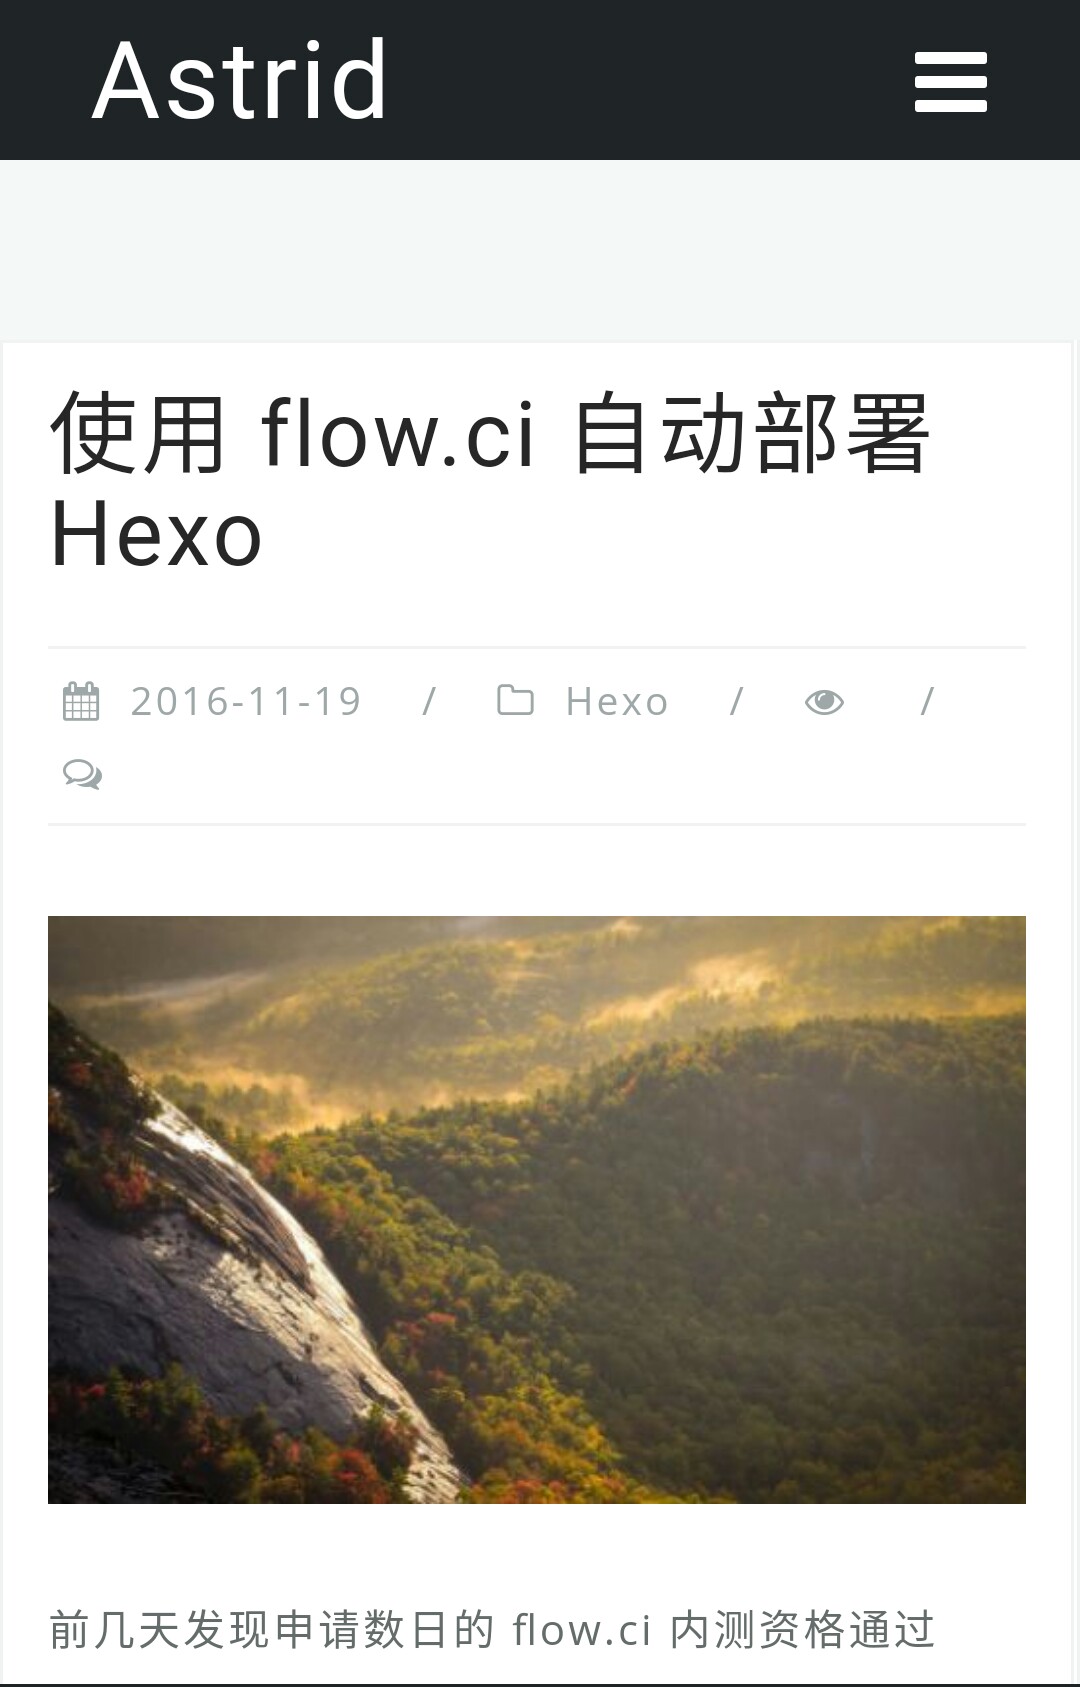 Astrid
使用 flow.ci 自动部署
Hexo
2016-11-19 / Hexo / /
前几天发现申请数日的 flow.ci 内测资格通过